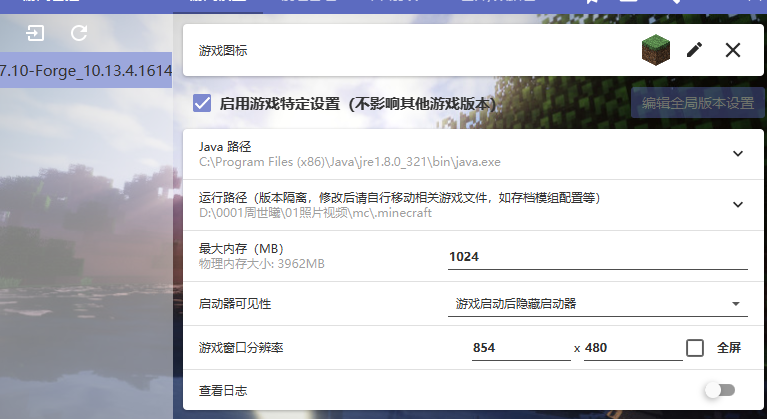 7.10-Forge_10.13.4.1614
游戏图标
启用游戏特定设置（不影响其他游戏版本）
编辑全局版本设置
Java 路径
C:\Program Files (x86)\Java\jre1.8.0_321\bin\java.exe
运行路径（版本隔离，修改后请自行移动相关游戏文件，如存档模组配置等）
D:\0001周世曦\01照片视频\mc\.minecraft
最大内存（MB）
物理内存大小: 3962MB
1024
启动器可见性
游戏启动后隐藏启动器
游戏窗口分辨率
854 x 480
全屏
查看日志